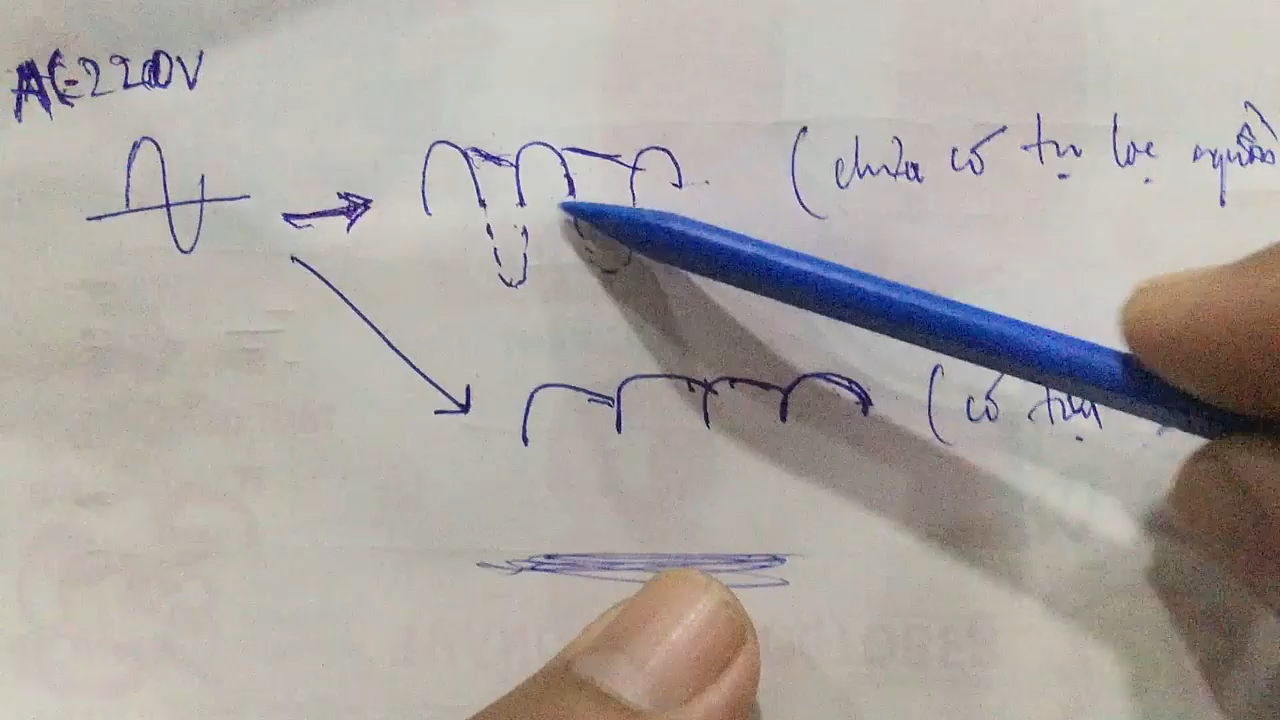 AC-220V
(chưa có tụ lọc nguồn
(có tụ